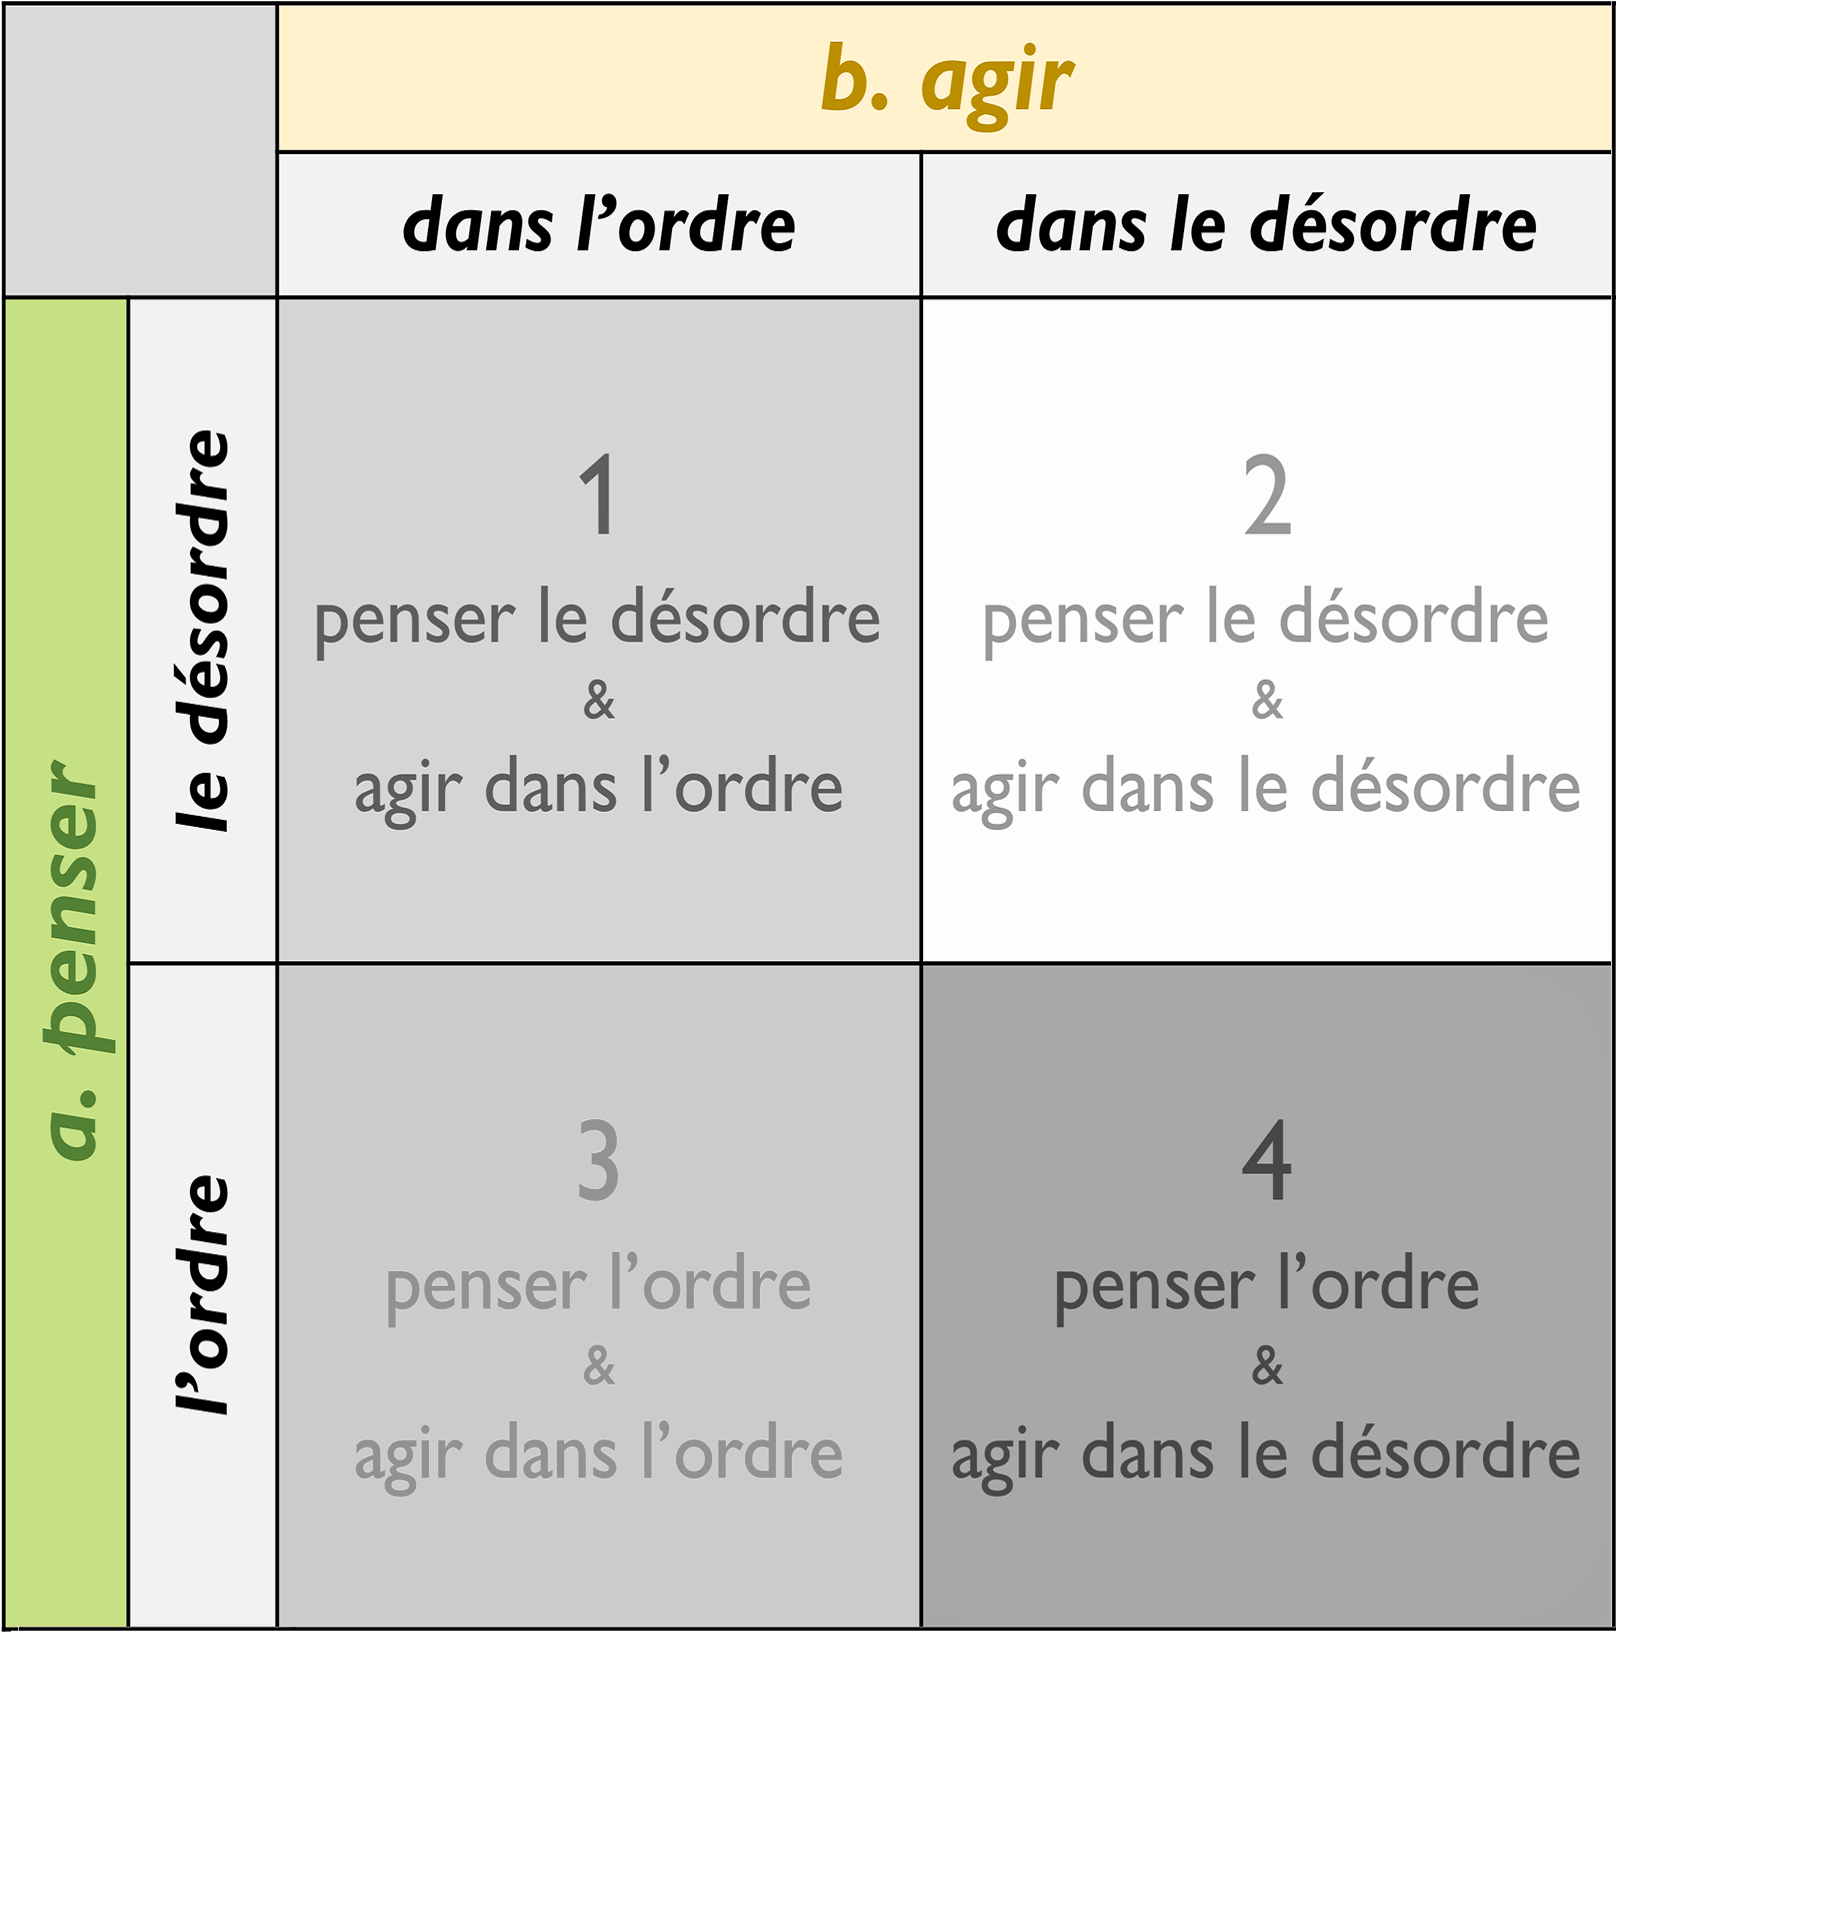 b. agir
dans l’ordre
dans le désordre
a. penser
le désordre
1
penser le désordre
&
agir dans l’ordre
2
penser le désordre
&
agir dans le désordre
l’ordre
3
penser l’ordre
&
agir dans l’ordre
4
penser l’ordre
&
agir dans le désordre